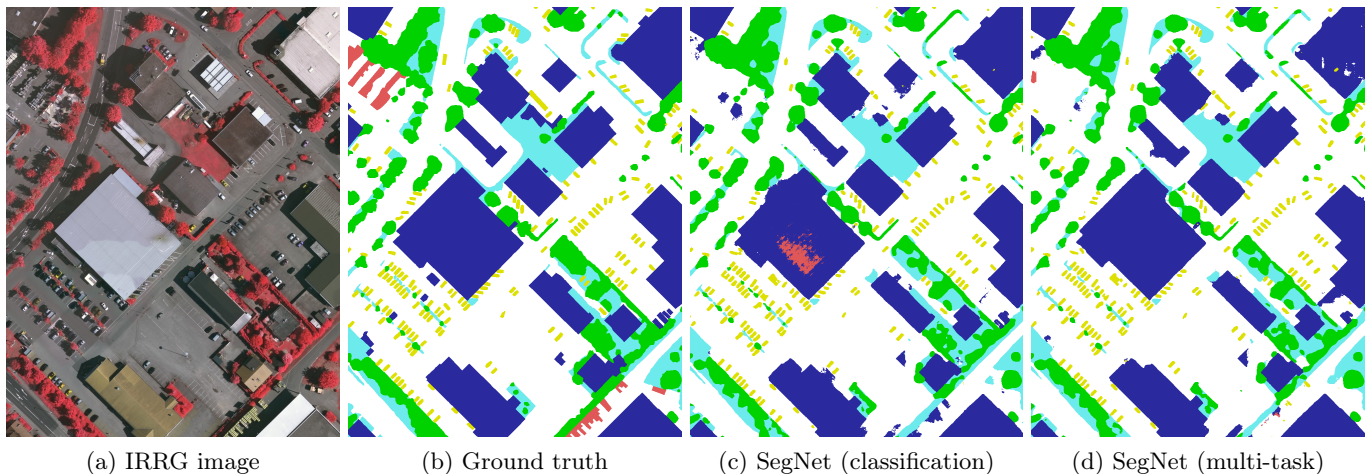 (a) IRRG image
(b) Ground truth
(c) SegNet (classification)
(d) SegNet (multi-task)